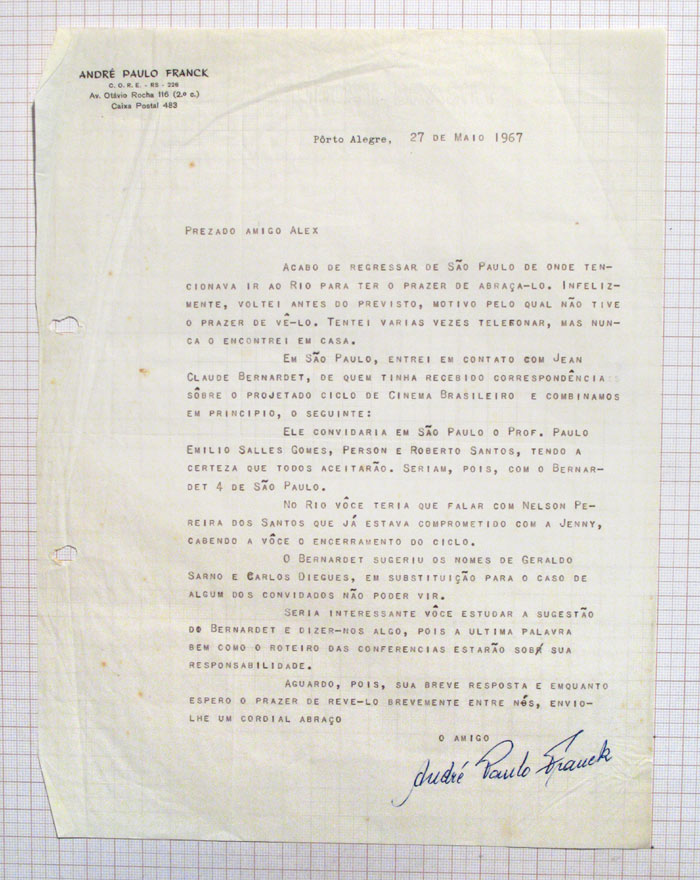 ANDRÉ PAULO FRANCK
C. O. R. E. - RS - 226
Av. Otávio Rocha 116 (2.º c.)
Caixa Postal 483
Pôrto Alegre, 27 DE MAIO 1967
PREZADO AMIGO ALEX
ACABO DE REGRESSAR DE SÃO PAULO DE ONDE TEN-
CIONAVA IR AO RIO PARA TER O PRAZER DE ABRAÇA-LO. INFELIZ-
MENTE, VOLTEI ANTES DO PREVISTO, MOTIVO PELO QUAL NÃO TIVE
O PRAZER DE VÊ-LO. TENTEI VARIAS VEZES TELEFONAR, MAS NUN-
CA O ENCONTREI EM CASA.
EM SÃO PAULO, ENTREI EM CONTATO COM JEAN
CLAUDE BERNARDET, DE QUEM TINHA RECEBIDO CORRESPONDÊNCIA
SÔBRE O PROJETADO CICLO DE CINEMA BRASILEIRO E COMBINAMOS
EM PRINCIPIO, O SEGUINTE:
ELE CONVIDARIA EM SÃO PAULO O PROF. PAULO
EMILIO SALLES GOMES, PERSON E ROBERTO SANTOS, TENDO A
CERTEZA QUE TODOS ACEITARÃO. SERIAM, POIS, COM O BERNAR-
DET 4 DE SÃO PAULO.
NO RIO VÔCE TERIA QUE FALAR COM NELSON PE-
REIRA DOS SANTOS QUE JÁ ESTAVA COMPROMETIDO COM A JENNY,
CABENDO A VÔCE O ENCERRAMENTO DO CICLO.
O BERNARDET SUGERIU OS NOMES DE GERALDO
SARNO E CARLOS DIEGUES, EM SUBSTITUIÇÃO PARA O CASO DE
ALGUM DOS CONVIDADOS NÃO PODER VIR.
SERIA INTERESSANTE VÔCE ESTUDAR A SUGESTÃO
DO BERNARDET E DIZER-NOS ALGO, POIS A ULTIMA PALAVRA
BEM COMO O ROTEIRO DAS CONFERENCIAS ESTARÃO SOB SUA
RESPONSABILIDADE.
AGUARDO, POIS, SUA BREVE RESPOSTA E EMQUANTO
ESPERO O PRAZER DE REVE-LO BREVEMENTE ENTRE NÓS, ENVIO-
LHE UM CORDIAL ABRAÇO
O AMIGO
André Paulo Franck